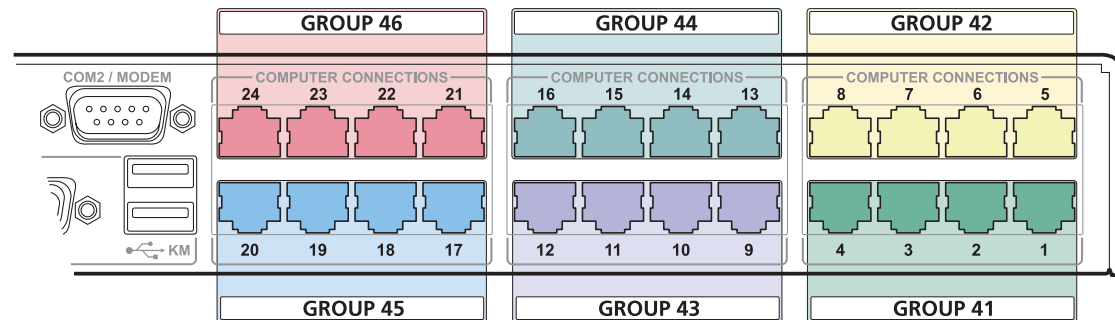 GROUP 46 GROUP 44 GROUP 42
COM2 / MODEM COMPUTER CONNECTIONS COMPUTER CONNECTIONS COMPUTER CONNECTIONS
24 23 22 21 16 15 14 13 8 7 6 5
KM 20 19 18 17 12 11 10 9 4 3 2 1
GROUP 45 GROUP 43 GROUP 41